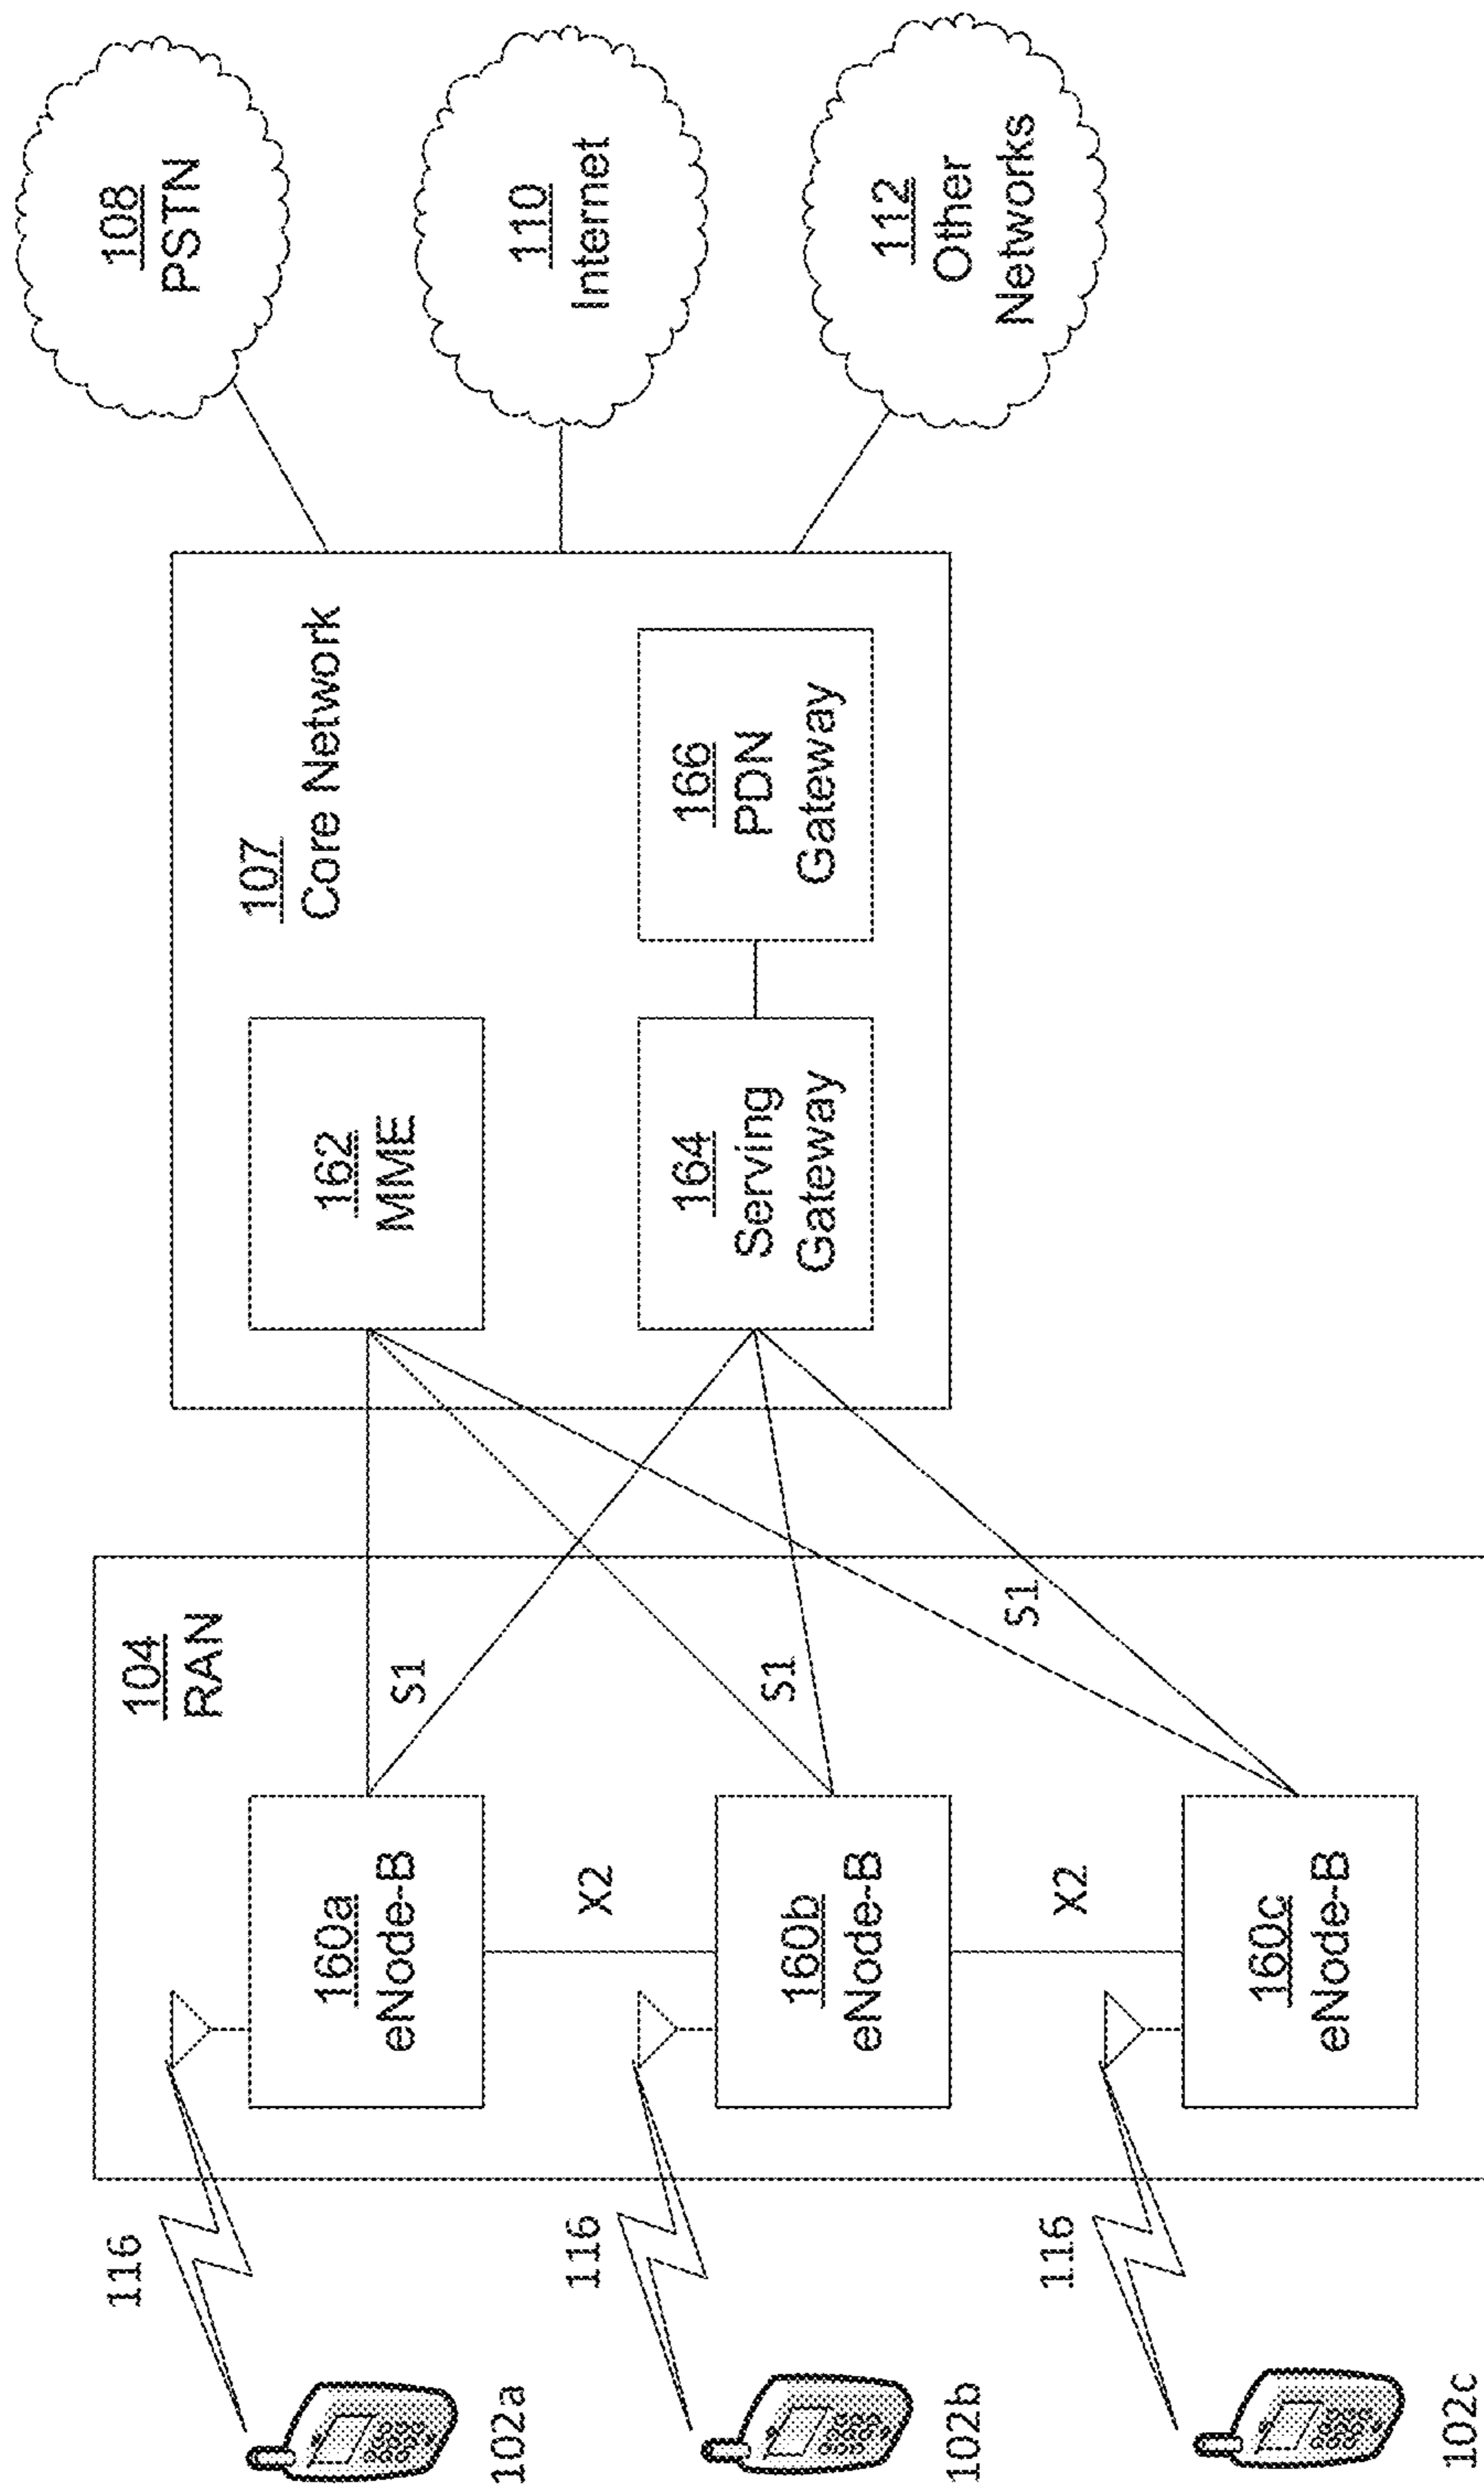 116
102a
116
102b
116
102c
104
RAN
160a
eNode-B
X2
160b
eNode-B
X2
160c
eNode-B
S1
S1
S1
107
Core Network
162
MME
164
Serving
Gateway
166
PDN
Gateway
108
PSTN
110
Internet
112
Other
Networks